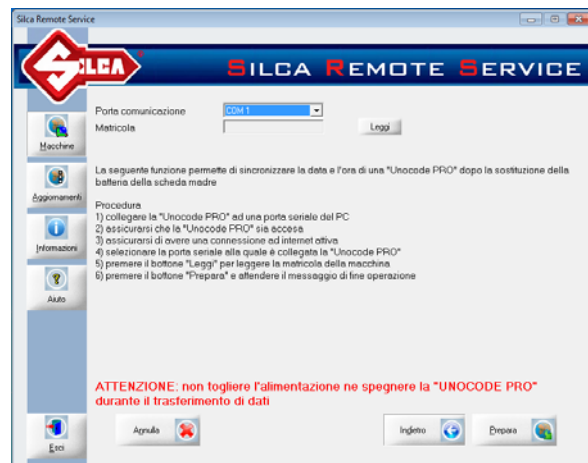 Silca Remote Service
SILCA
SILCA REMOTE SERVICE
Porta comunicazione
COM 1
Matricola
Leggi
Macchine
La seguente funzione permette di sincronizzare la data e l'ora di una "Unocode PRO" dopo la sostituzione della
batteria della scheda madre
Aggiornamenti
Procedura
1) collegare la "Unocode PRO" ad una porta seriale del PC
2) assicurarsi che la "Unocode PRO" sia accesa
3) assicurarsi di avere una connessione ad internet attiva
4) selezionare la porta seriale alla quale è collegata la "Unocode PRO"
5) premere il bottone "Leggi" per leggere la matricola della macchina
6) premere il bottone "Prepara" e attendere il messaggio di fine operazione
Informazioni
Aiuto
ATTENZIONE: non togliere l'alimentazione ne spegnere la "UNOCODE PRO"
durante il trasferimento di dati
Annulla
Indietro
Prepara
Esci